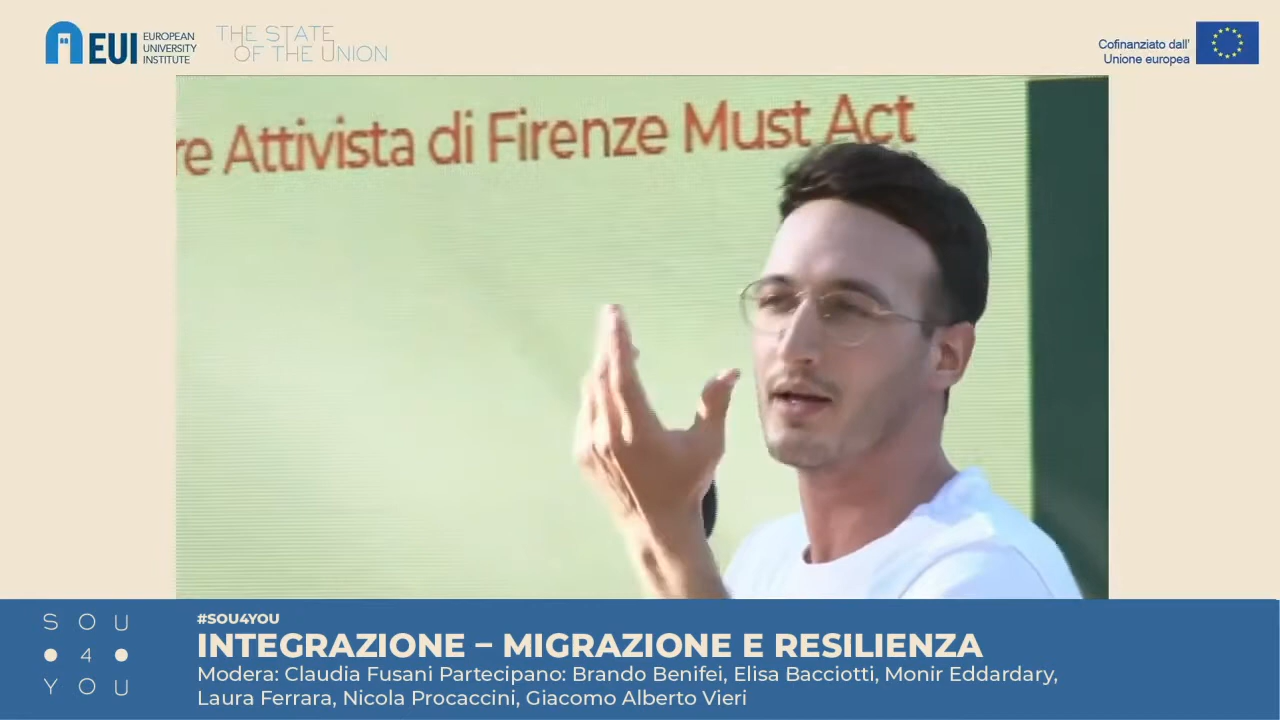 EUI
EUROPEAN
UNIVERSITY
INSTITUTE
THE STATE
OF THE UNION
Cofinanziato dall'
Unione europea
re Attivista di Firenze Must Act
SOU
4
YOU
#SOU4YOU
INTEGRAZIONE – MIGRAZIONE E RESILIENZA
Modera: Claudia Fusani Partecipano: Brando Benifei, Elisa Bacciotti, Monir Eddardary,
Laura Ferrara, Nicola Procaccini, Giacomo Alberto Vieri